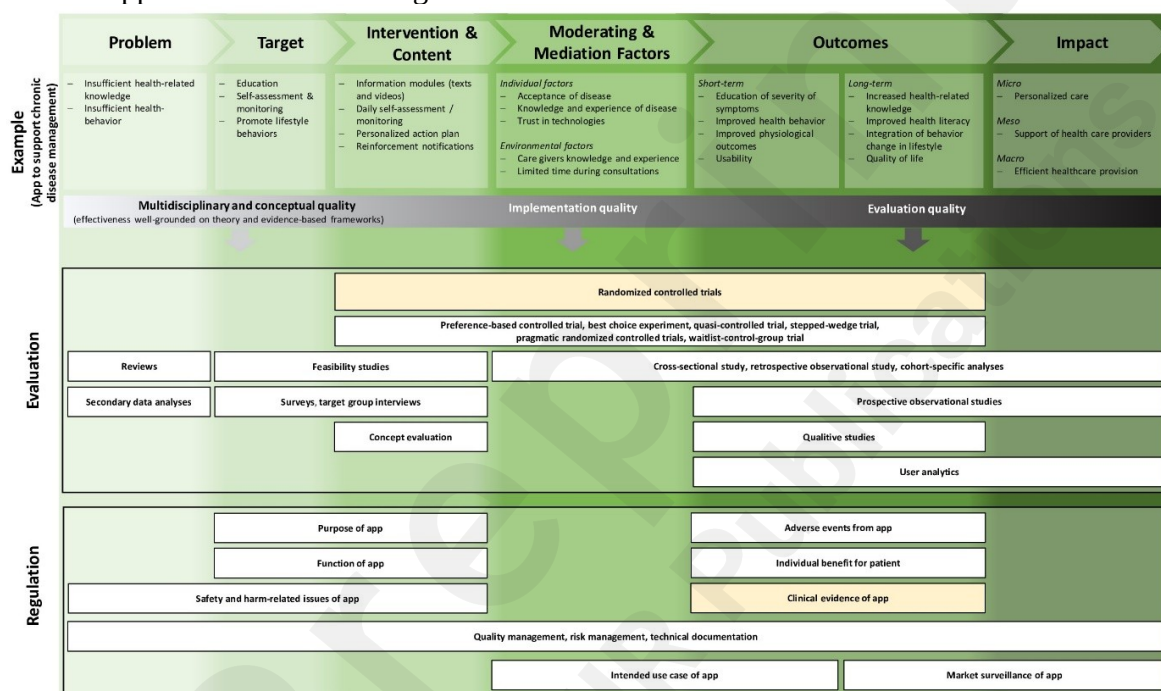 Problem
Target
Intervention &
Content
Moderating &
Mediation Factors
Outcomes
Impact
Example
(App to support chronic
disease management)
– Insufficient health-related
knowledge
– Insufficient health-
behavior
– Education
– Self-assessment &
monitoring
– Promote lifestyle
behaviors
– Information modules (texts
and videos)
– Daily self-assessment /
monitoring
– Personalized action plan
– Reinforcement notifications
Individual factors
– Acceptance of disease
– Knowledge and experience of disease
– Trust in technologies
Environmental factors
– Care givers knowledge and experience
– Limited time during consultations
Short-term
– Education of severity of
symptoms
– Improved health behavior
– Improved physiological
outcomes
– Usability
Long-term
– Increased health-related
knowledge
– Improved health literacy
– Integration of behavior
change in lifestyle
– Quality of life
Micro
– Personalized care
Meso
– Support of health care providers
Macro
– Efficient healthcare provision
Multidisciplinary and conceptual quality
(effectiveness well-grounded on theory and evidence-based frameworks)
Implementation quality
Evaluation quality
Evaluation
Randomized controlled trials
Preference-based controlled trial, best choice experiment, quasi-controlled trial, stepped-wedge trial,
pragmatic randomized controlled trials, waitlist-control-group trial
Reviews
Feasibility studies
Cross-sectional study, retrospective observational study, cohort-specific analyses
Secondary data analyses
Surveys, target group interviews
Prospective observational studies
Concept evaluation
Qualitive studies
User analytics
Regulation
Purpose of app
Adverse events from app
Function of app
Individual benefit for patient
Safety and harm-related issues of app
Clinical evidence of app
Quality management, risk management, technical documentation
Intended use case of app
Market surveillance of app